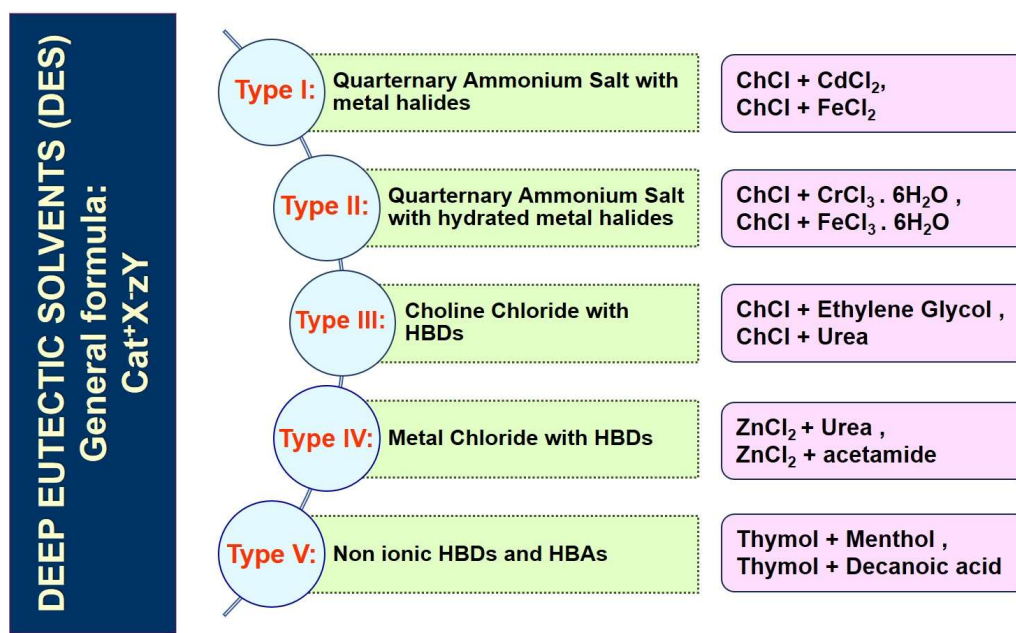 DEEP EUTECTIC SOLVENTS (DES)
General formula:
Cat⁺X-zY
Type I:
Quarternary Ammonium Salt with
metal halides
ChCl + CdCl₂,
ChCl + FeCl₂
Type II:
Quarternary Ammonium Salt
with hydrated metal halides
ChCl + CrCl₃ . 6H₂O ,
ChCl + FeCl₃ . 6H₂O
Type III:
Choline Chloride with
HBDs
ChCl + Ethylene Glycol ,
ChCl + Urea
Type IV:
Metal Chloride with HBDs
ZnCl₂ + Urea ,
ZnCl₂ + acetamide
Type V:
Non ionic HBDs and HBAs
Thymol + Menthol ,
Thymol + Decanoic acid